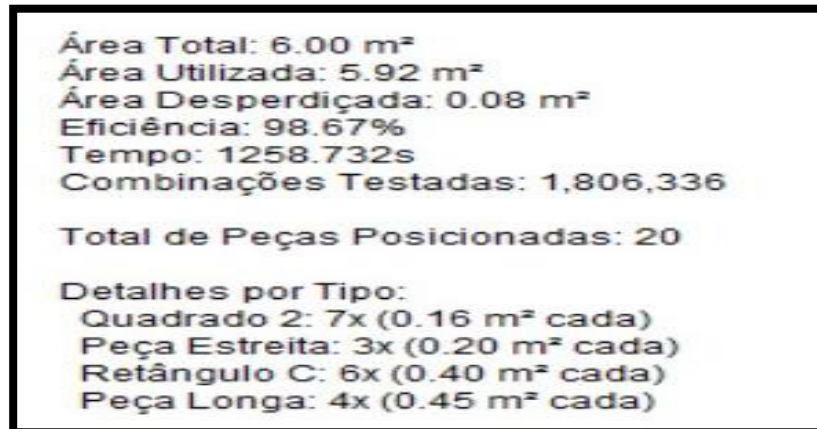 Área Total: 6.00 m²
Área Utilizada: 5.92 m²
Área Desperdiçada: 0.08 m²
Eficiência: 98.67%
Tempo: 1258.732s
Combinações Testadas: 1,806,336
Total de Peças Posicionadas: 20
Detalhes por Tipo:
Quadrado 2: 7x (0.16 m² cada)
Peça Estreita: 3x (0.20 m² cada)
Retângulo C: 6x (0.40 m² cada)
Peça Longa: 4x (0.45 m² cada)